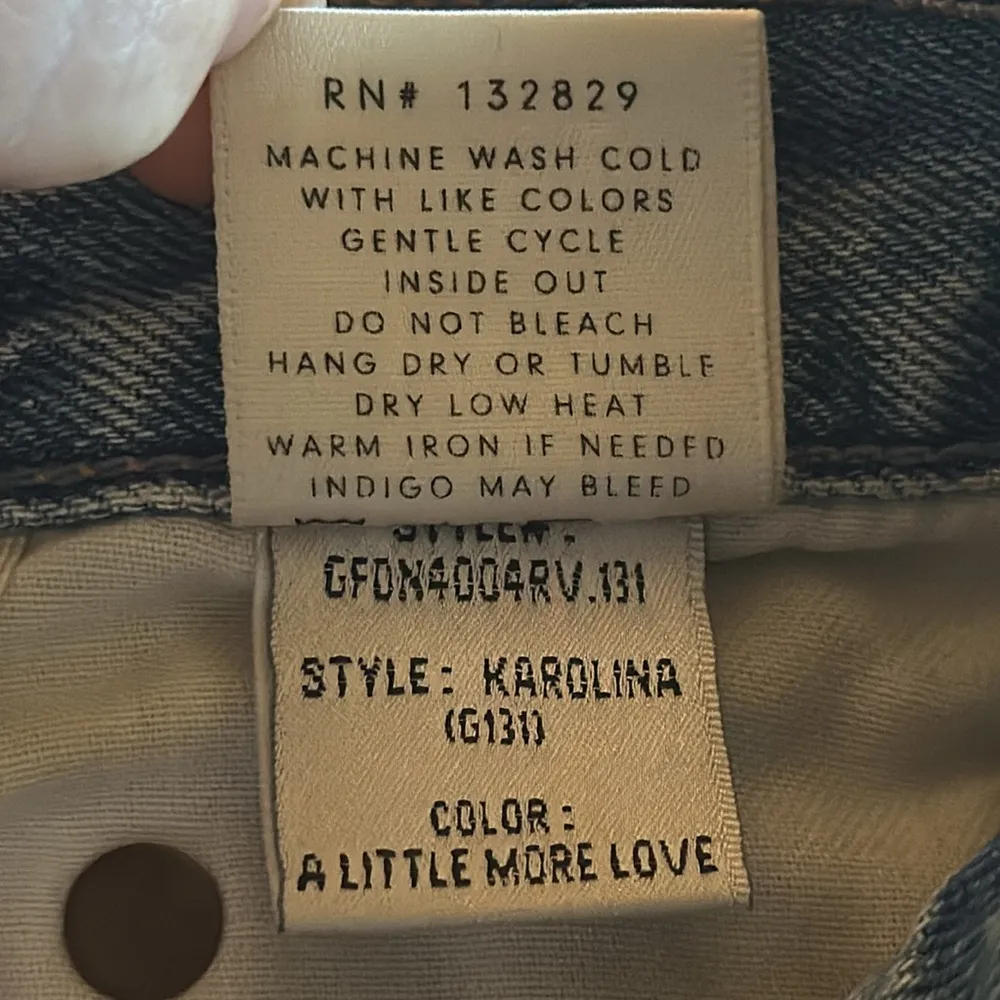 RN# 132829
MACHINE WASH COLD
WITH LIKE COLORS
GENTLE CYCLE
INSIDE OUT
DO NOT BLEACH
HANG DRY OR TUMBLE
DRY LOW HEAT
WARM IRON IF NEEDED
INDIGO MAY BLEED
STYLE# :
GFDN4004RV.131
STYLE: KAROLINA
(G131)
COLOR:
A LITTLE MORE LOVE